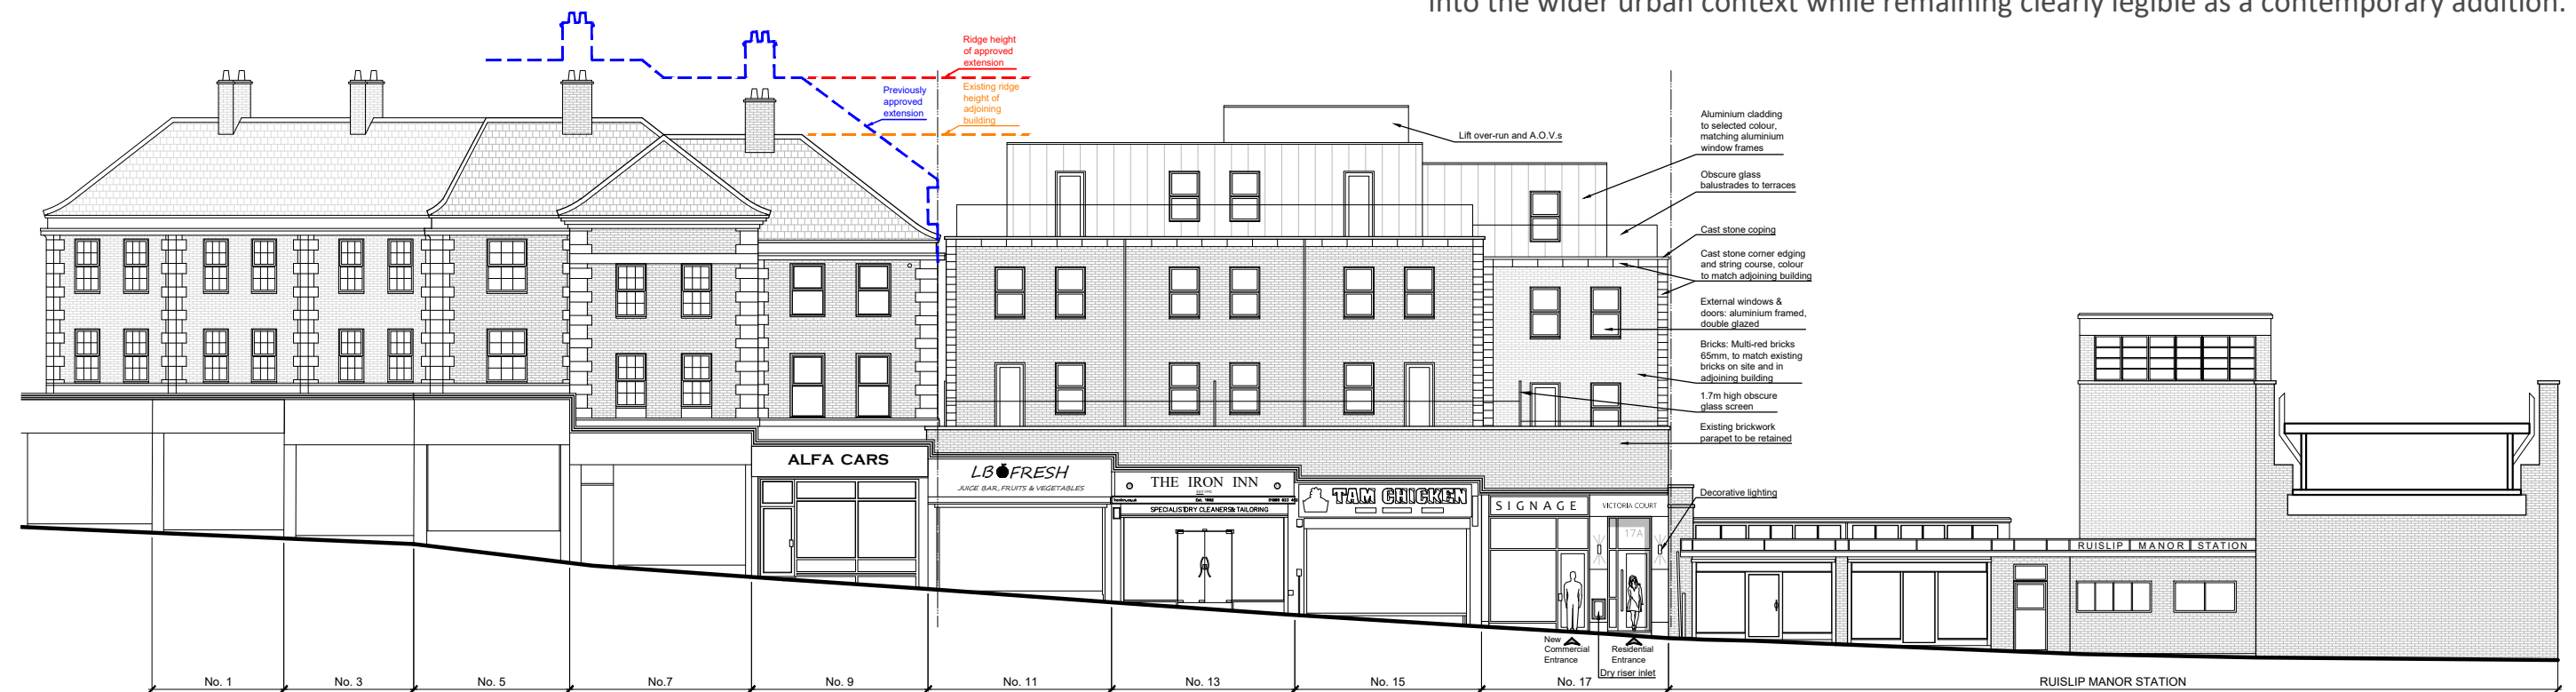 into the wider urban context while remaining clearly legible as a contemporary addition.
Ridge height
of approved
extension
Previously
approved
extension
Existing ridge
height of
adjoining
building
Lift over-run and A.O.V.s
Aluminium cladding
to selected colour,
matching aluminium
window frames
Obscure glass
balustrades to terraces
Cast stone coping
Cast stone corner edging
and string course, colour
to match adjoining building
External windows &
doors: aluminium framed,
double glazed
Bricks: Multi-red bricks
65mm, to match existing
bricks on site and in
adjoining building
1.7m high obscure
glass screen
Existing brickwork
parapet to be retained
Decorative lighting
ALFA CARS
LB FRESH
JUICE BAR, FRUITS & VEGETABLES
THE IRON INN
SPECIALIST DRY CLEANERS & TAILORING
TAM CHICKEN
SIGNAGE
VICTORIA COURT
17A
RUISLIP MANOR STATION
New
Commercial
Entrance
Residential
Entrance
Dry riser inlet
No. 1
No. 3
No. 5
No.7
No. 9
No. 11
No. 13
No. 15
No. 17
RUISLIP MANOR STATION